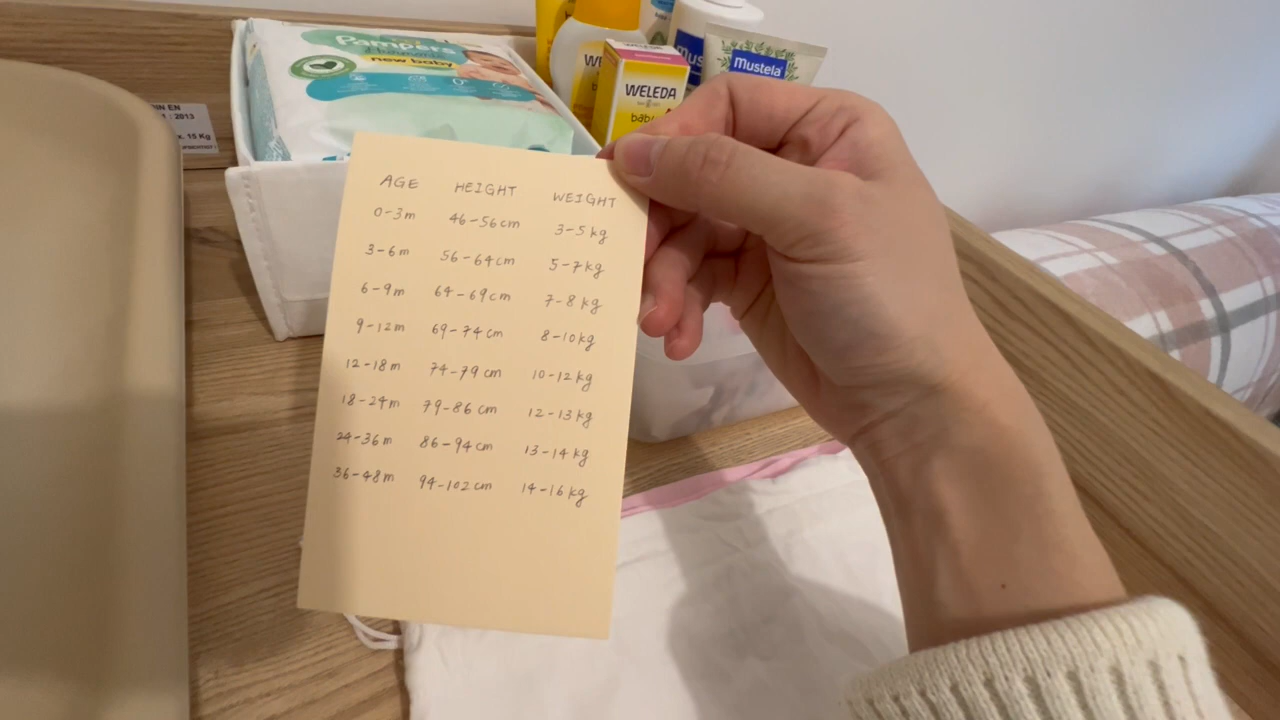 Pampers
new baby
WELEDA
baby
Mustela
IN EN
1 : 2013
x. 15 Kg
AGE HEIGHT WEIGHT
0-3m 46-56cm 3-5kg
3-6m 56-64cm 5-7kg
6-9m 64-69cm 7-8kg
9-12m 69-74cm 8-10kg
12-18m 74-79cm 10-12kg
18-24m 79-86cm 12-13kg
24-36m 86-94cm 13-14kg
36-48m 94-102cm 14-16kg